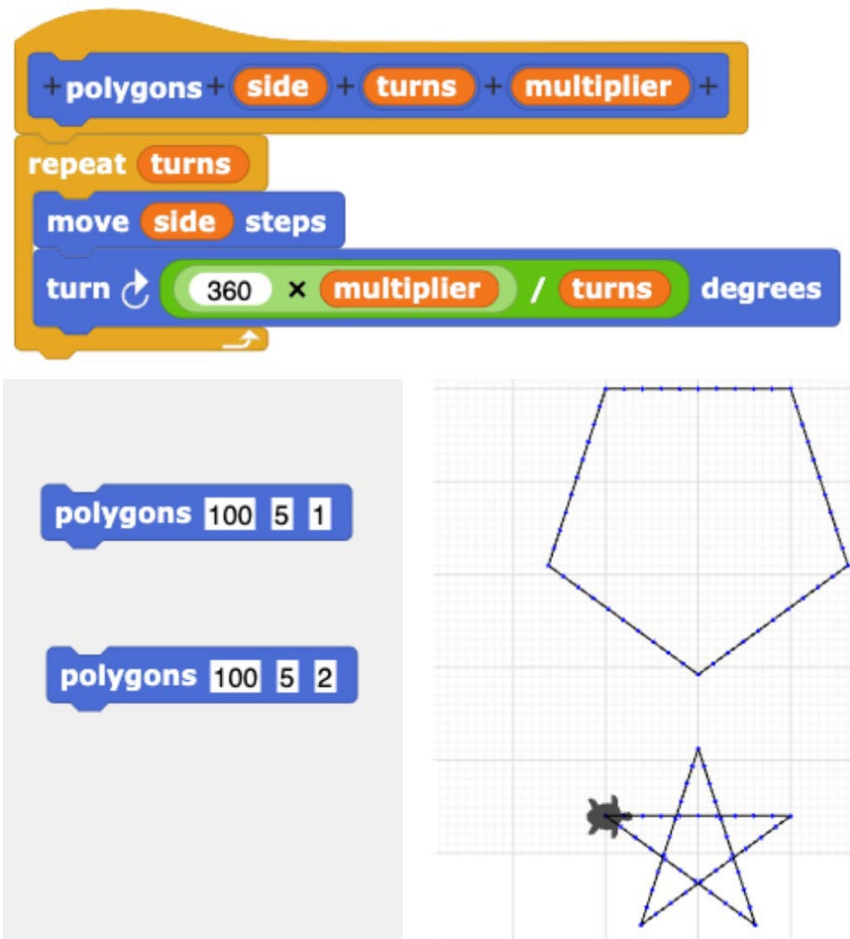 +polygons+ side + turns + multiplier +
repeat turns
move side steps
turn 360 × multiplier / turns degrees
polygons 100 5 1
polygons 100 5 2